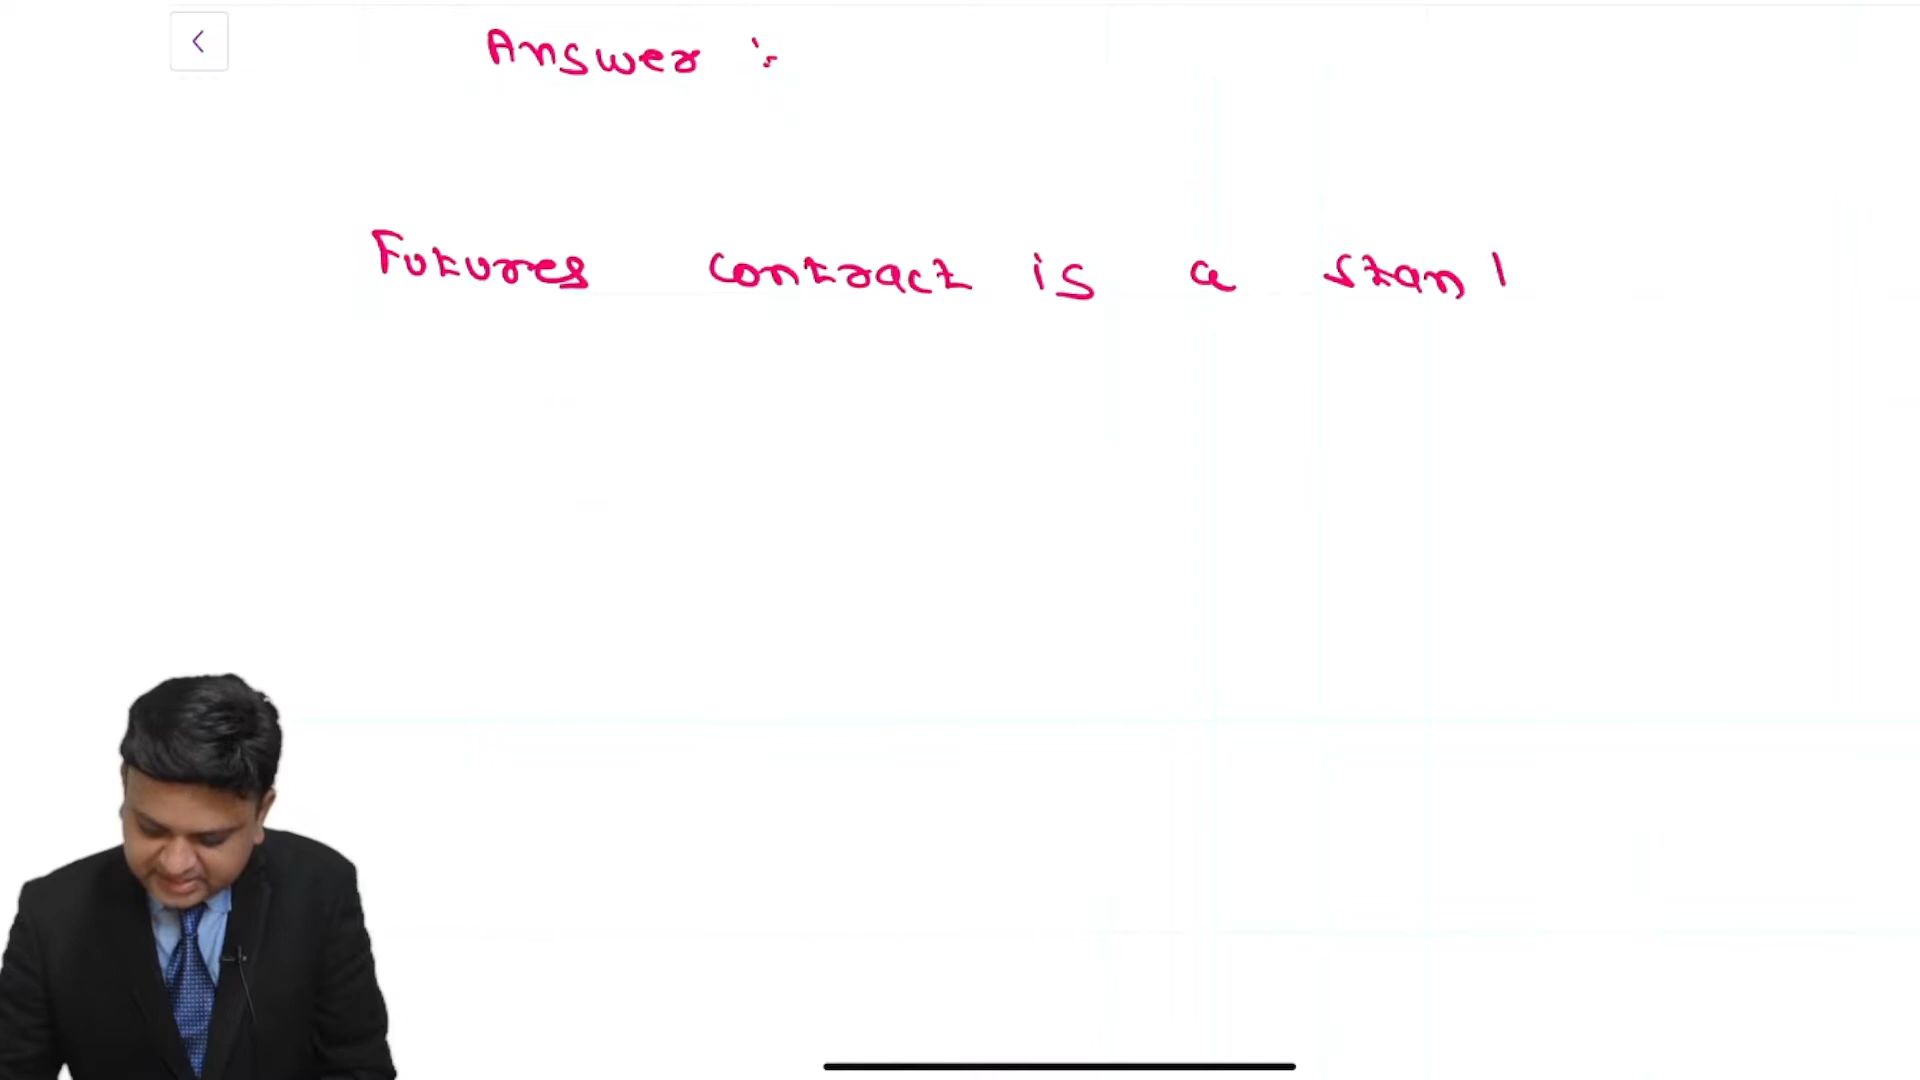 Answer :
Futures contract is a stan